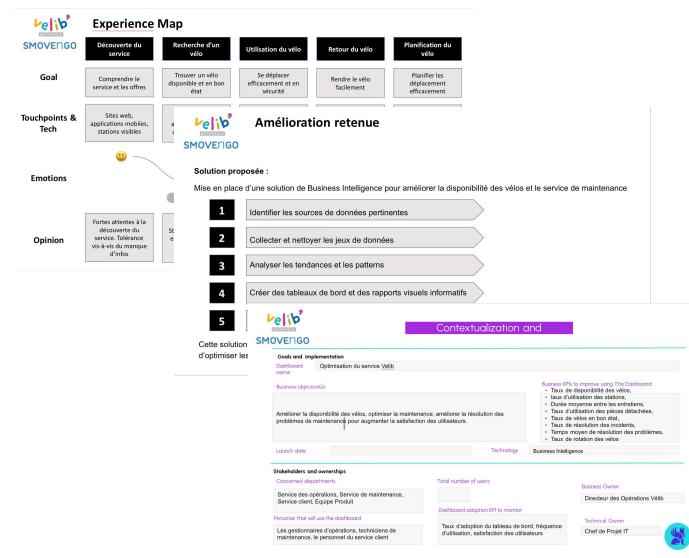 velib'
METROPOLE
SMOVENGO
Experience Map
Découverte du
service
Recherche d'un
vélo
Utilisation du vélo
Retour du vélo
Planification du
vélo
Goal
Comprendre le
service et les offres
Trouver un vélo
disponible et en bon
état
Se déplacer
efficacement et en
sécurité
Rendre le vélo
facilement
Planifier les
déplacement
efficacement
Touchpoints &
Tech
Sites web,
applications mobiles,
stations visibles
Emotions
Opinion
Fortes attentes à la
découverte du
service. Tolérance
vis-à-vis du manque
d'infos
velib'
METROPOLE
SMOVENGO
Amélioration retenue
Solution proposée :
Mise en place d'une solution de Business Intelligence pour améliorer la disponibilité des vélos et le service de maintenance
1
Identifier les sources de données pertinentes
2
Collecter et nettoyer les jeux de données
3
Analyser les tendances et les patterns
4
Créer des tableaux de bord et des rapports visuels informatifs
5
Cette solution
d'optimiser les
velib'
METROPOLE
SMOVENGO
Contextualization and
Goals and implementation
Dashboard
name
Optimisation du service Velib
Business objective(s):
Améliorer la disponibilité des vélos, optimiser la maintenance, améliorer la résolution des
problèmes de maintenance pour augmenter la satisfaction des utilisateurs.
Business KPIs to improve using The Dashboard
• Taux de disponibilité des vélos,
• taux d'utilisation des stations,
• Durée moyenne entre les entretiens,
• Taux d'utilisation des pièces détachées,
• Taux de vélos en bon état,
• Taux de résolution des incidents,
• Temps moyen de résolution des problèmes,
• Taux de rotation des vélos
Launch date
Technology
Business Intelligence
Stakeholders and ownerships
Concerned departments
Service des opérations, Service de maintenance,
Service client, Equipe Produit
Total number of users
Business Owner
Directeur des Opérations Vélib
Personas that will use the dashboard
Les gestionnaires d'opérations, techniciens de
maintenance, le personnel du service client
Dashboard adoption KPI to monitor
Taux d'adoption du tableau de bord, fréquence
d'utilisation, satisfaction des utilisateurs
Technical Owner
Chef de Projet IT